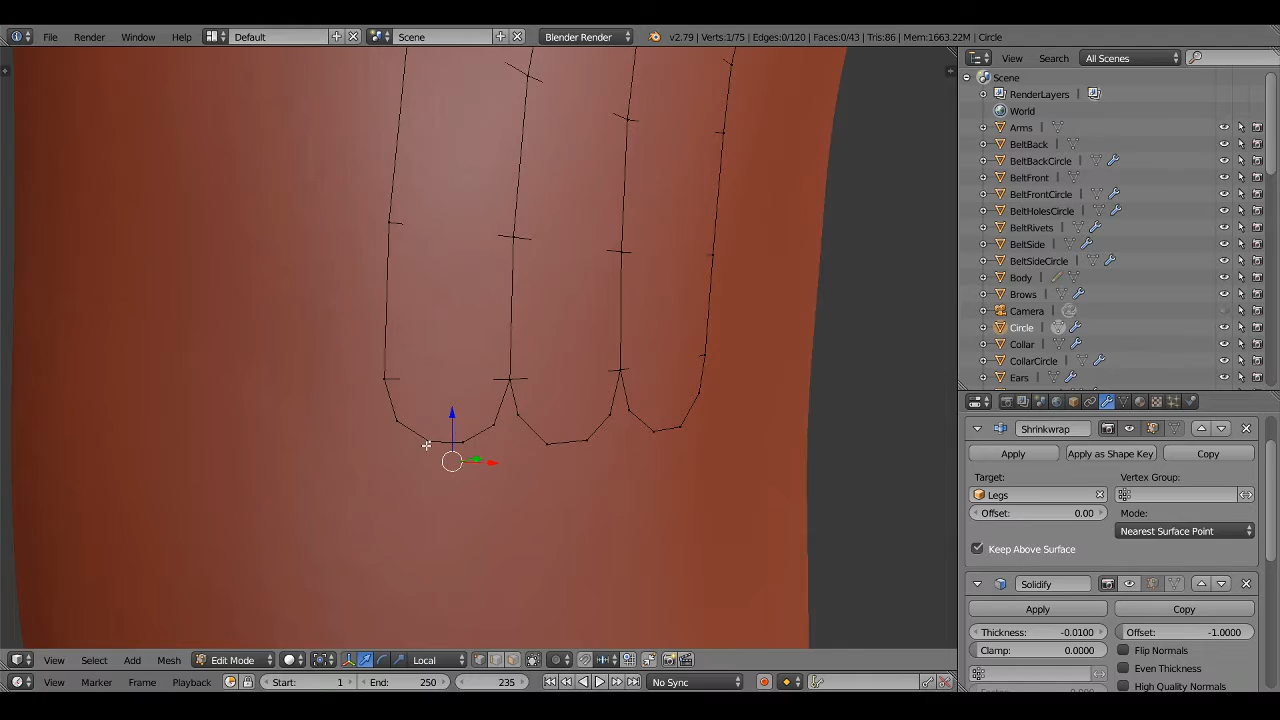 File Render Window Help Default Scene Blender Render v2.79 | Verts:1/75 | Edges:0/120 | Faces:0/43 | Tris:86 | Mem:1663.22M | Circle
View Search All Scenes
Scene
RenderLayers
World
Arms
BeltBack
BeltBackCircle
BeltFront
BeltFrontCircle
BeltHolesCircle
BeltRivets
BeltSide
BeltSideCircle
Body
Brows
Camera
Circle
Collar
CollarCircle
Ears
Shrinkwrap
Apply Apply as Shape Key Copy
Target: Vertex Group:
Legs
Offset: 0.00 Mode:
Nearest Surface Point
Keep Above Surface
Solidify
Apply Copy
Thickness: -0.0100 Offset: -1.0000
Clamp: 0.0000 Flip Normals
Even Thickness
High Quality Normals
View Select Add Mesh Edit Mode Local
View Marker Frame Playback Start: 1 End: 250 235 No Sync